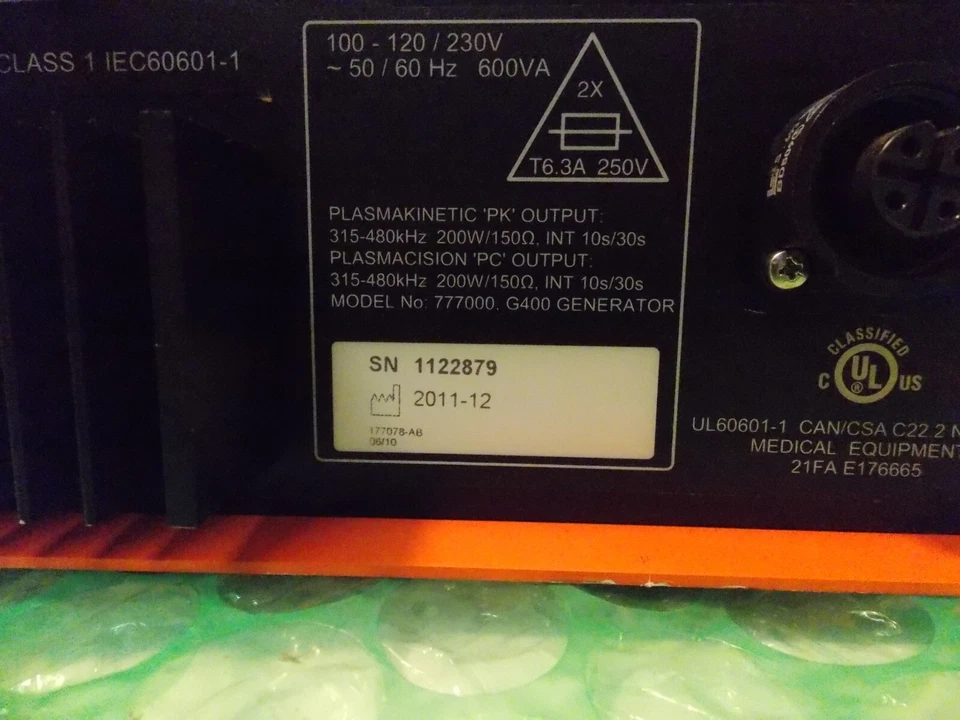 CLASS 1 IEC60601-1
100 - 120 / 230V
~ 50 / 60 Hz 600VA
2X
T6.3A 250V
PLASMAKINETIC 'PK' OUTPUT:
315-480kHz 200W/150Ω, INT 10s/30s
PLASMACISION 'PC' OUTPUT:
315-480kHz 200W/150Ω, INT 10s/30s
MODEL No: 777000. G400 GENERATOR
SN 1122879
2011-12
177078-AB
06/10
CLASSIFIED
C UL ® US
UL60601-1 CAN/CSA C22.2 N
MEDICAL EQUIPMENT
21FA E176665